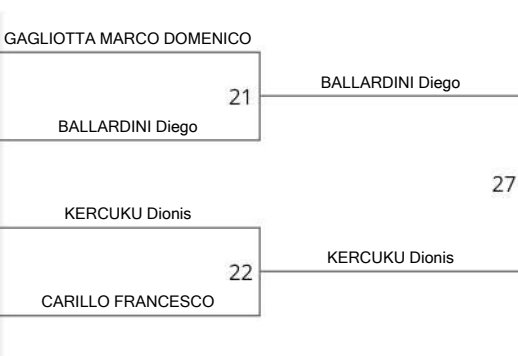 GAGLIOTTA MARCO DOMENICO
21
BALLARDINI Diego
BALLARDINI Diego
27
KERCUKU Dionis
22
CARILLO FRANCESCO
KERCUKU Dionis